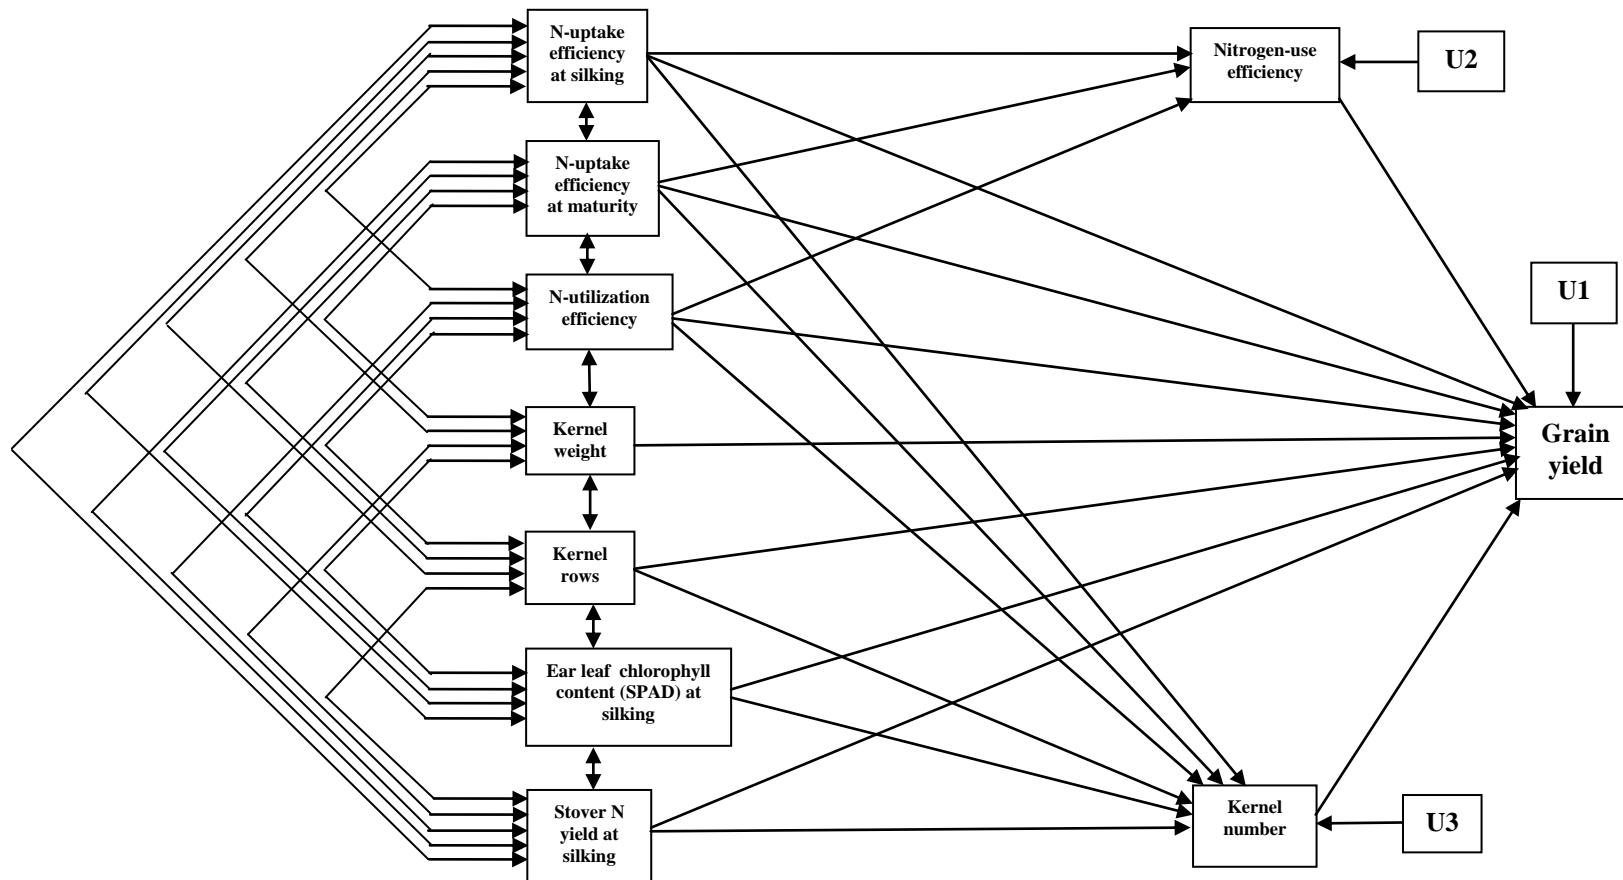 N-uptake
efficiency
at silking
N-uptake
efficiency
at maturity
N-utilization
efficiency
Kernel
weight
Kernel
rows
Ear leaf chlorophyll
content (SPAD) at
silking
Stover N
yield at
silking
Nitrogen-use
efficiency
U2
U1
Grain
yield
Kernel
number
U3